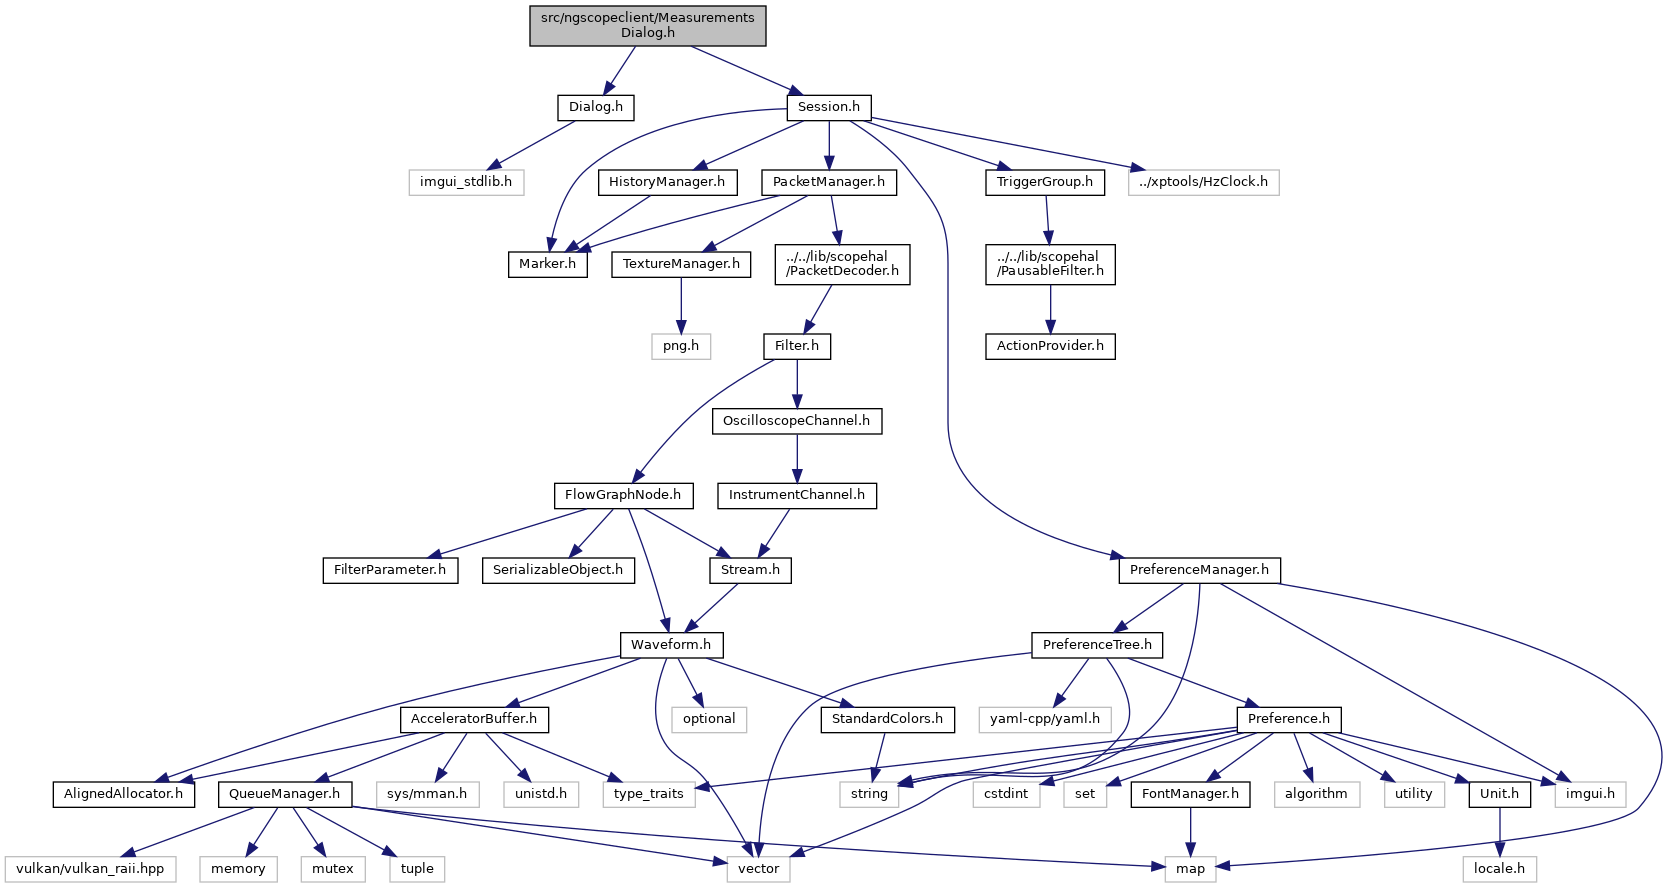 src/ngscopeclient/Measurements
Dialog.h
Dialog.h
Session.h
imgui_stdlib.h
HistoryManager.h
PacketManager.h
TriggerGroup.h
../xptools/HzClock.h
Marker.h
TextureManager.h
../../lib/scopehal
/PacketDecoder.h
../../lib/scopehal
/PausableFilter.h
png.h
Filter.h
ActionProvider.h
OscilloscopeChannel.h
FlowGraphNode.h
InstrumentChannel.h
FilterParameter.h
SerializableObject.h
Stream.h
PreferenceManager.h
Waveform.h
PreferenceTree.h
AcceleratorBuffer.h
optional
StandardColors.h
yaml-cpp/yaml.h
Preference.h
AlignedAllocator.h
QueueManager.h
sys/mman.h
unistd.h
type_traits
string
cstdint
set
FontManager.h
algorithm
utility
Unit.h
imgui.h
vulkan/vulkan_raii.hpp
memory
mutex
tuple
vector
map
locale.h